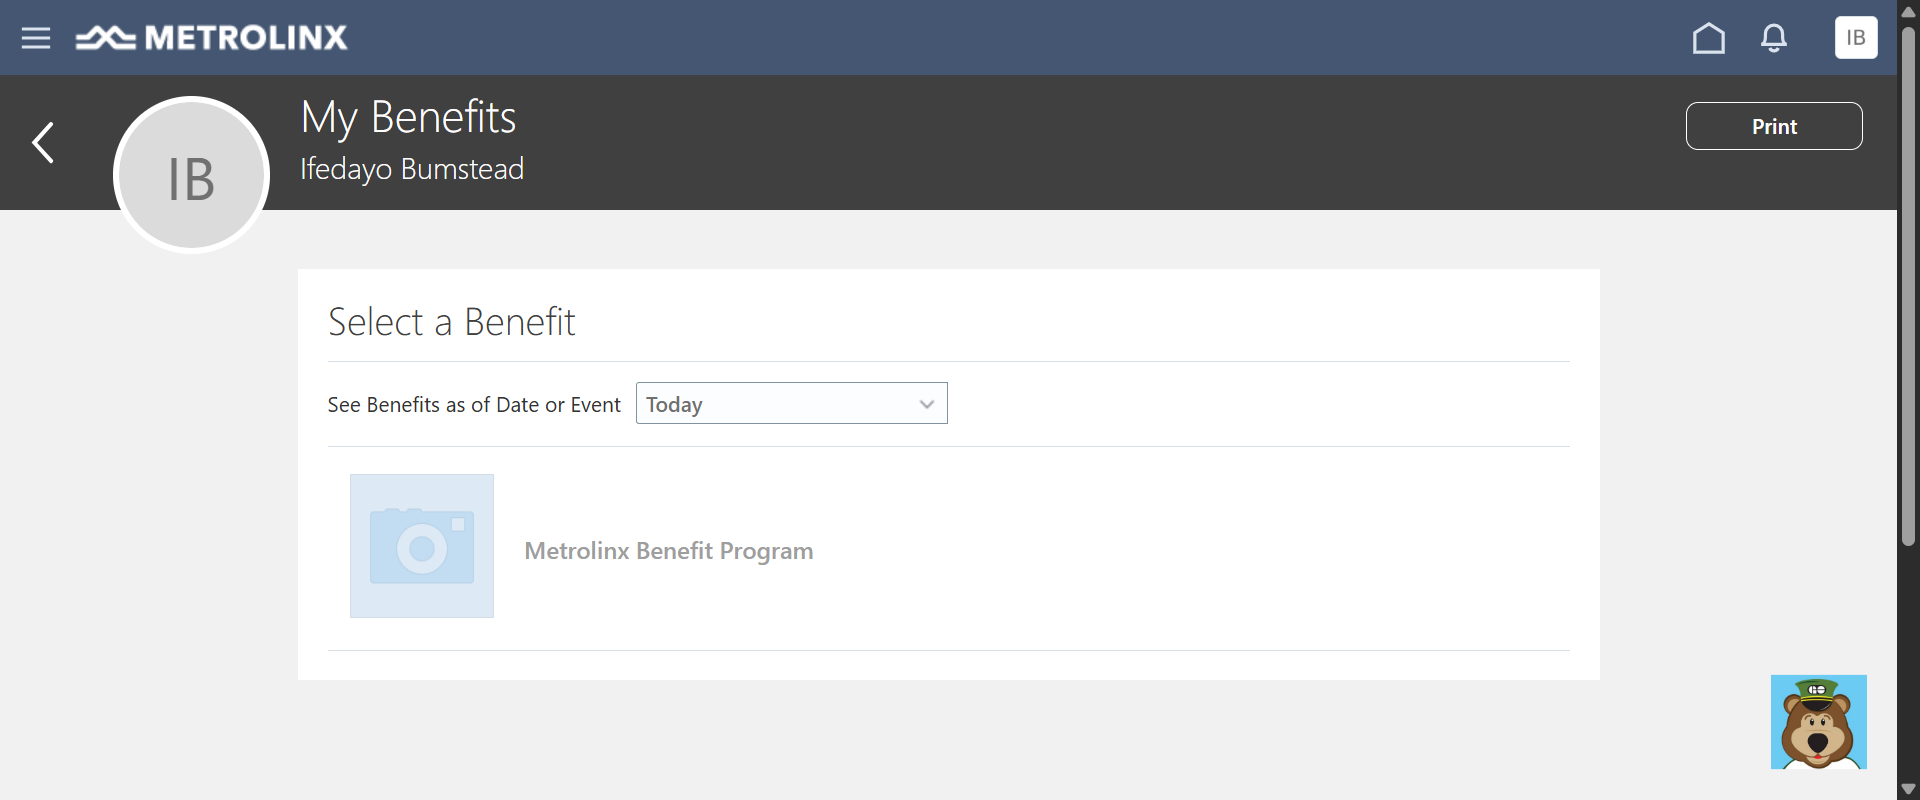 METROLINX
IB
My Benefits
Print
IB
Ifedayo Bumstead
Select a Benefit
See Benefits as of Date or Event
Today
Metrolinx Benefit Program
GO